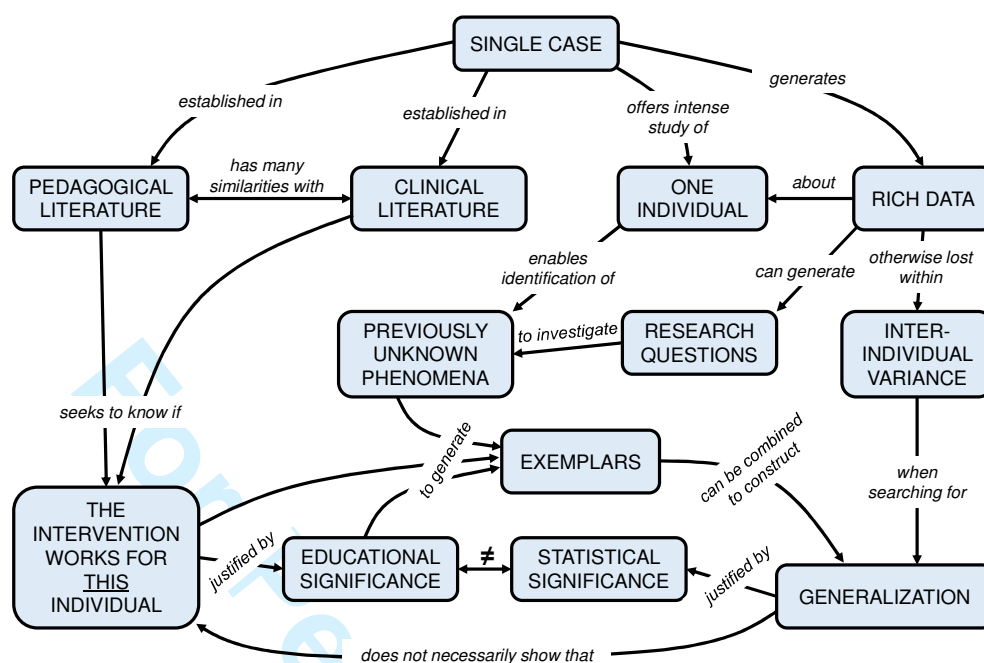 SINGLE CASE
generates
established in
established in
offers intense
study of
has many
similarities with
PEDAGOGICAL
LITERATURE
CLINICAL
LITERATURE
ONE
INDIVIDUAL
about
RICH DATA
enables
identification of
can generate
otherwise lost
within
PREVIOUSLY
UNKNOWN
PHENOMENA
to investigate
RESEARCH
QUESTIONS
INTER-
INDIVIDUAL
VARIANCE
seeks to know if
to generate
EXEMPLARS
can be combined
to construct
when
searching for
THE
INTERVENTION
WORKS FOR
THIS
INDIVIDUAL
justified by
EDUCATIONAL
SIGNIFICANCE
≠
STATISTICAL
SIGNIFICANCE
justified by
GENERALIZATION
does not necessarily show that
For Pe